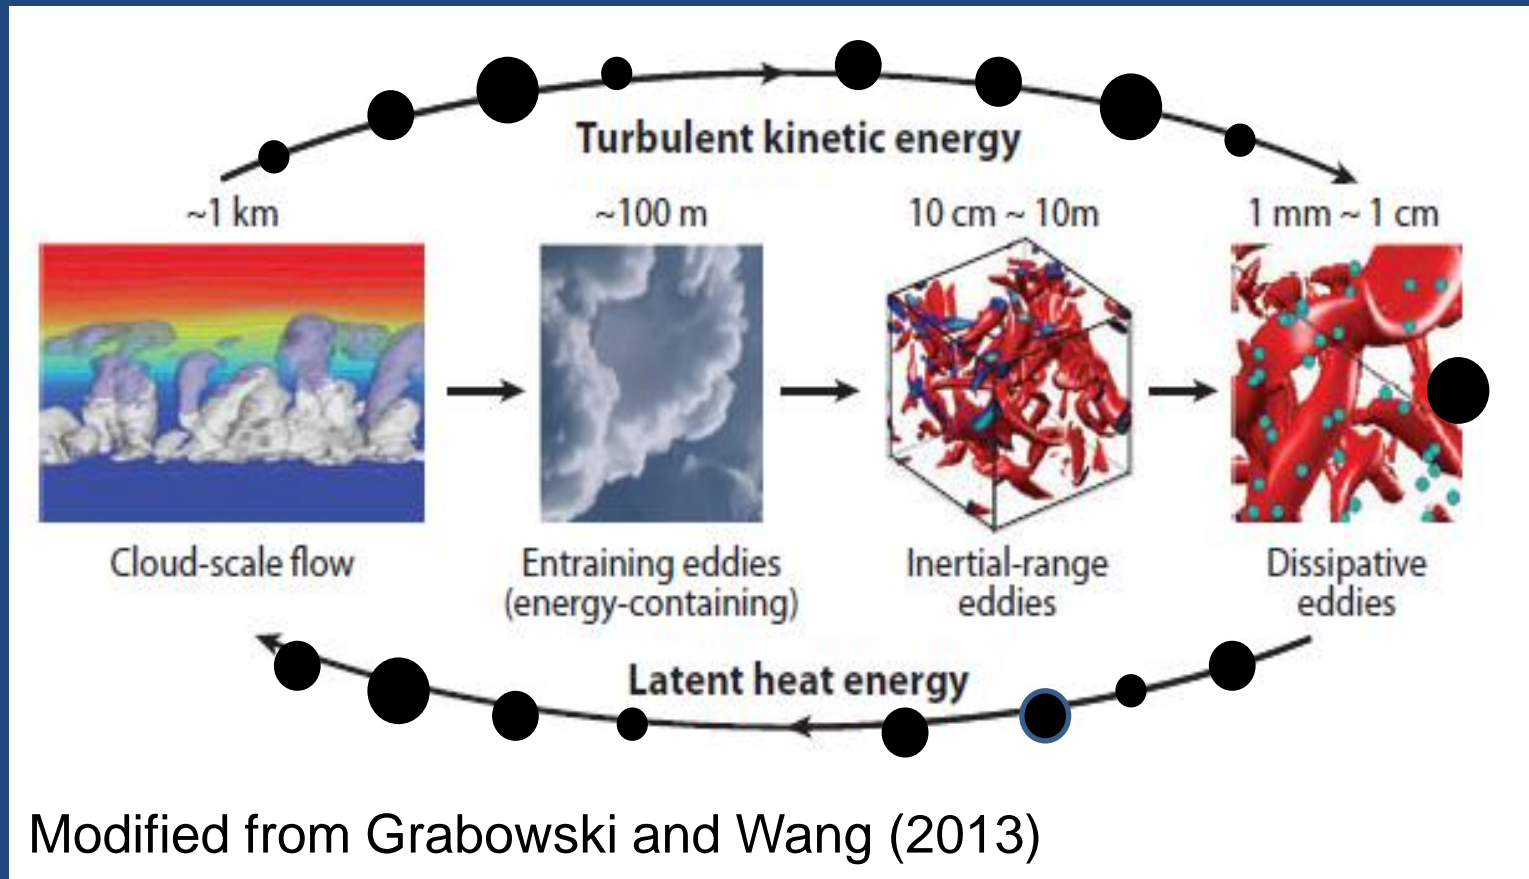 Turbulent kinetic energy
~1 km
~100 m
10 cm ~ 10m
1 mm ~ 1 cm
Cloud-scale flow
Entraining eddies
(energy-containing)
Inertial-range
eddies
Dissipative
eddies
Latent heat energy
Modified from Grabowski and Wang (2013)